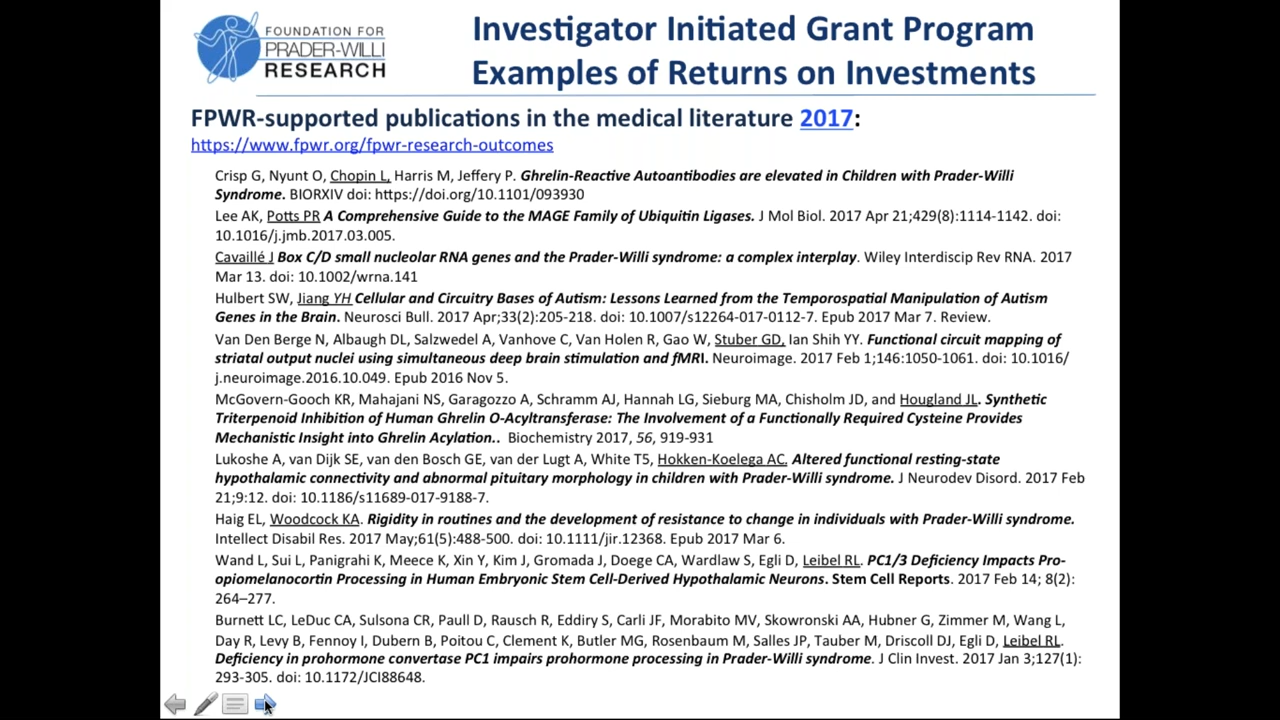 FOUNDATION FOR
PRADER-WILLI
RESEARCH
Investigator Initiated Grant Program
Examples of Returns on Investments
FPWR-supported publications in the medical literature 2017:
https://www.fpwr.org/fpwr-research-outcomes
Crisp G, Nyunt O, Chopin L, Harris M, Jeffery P. Ghrelin-Reactive Autoantibodies are elevated in Children with Prader-Willi
Syndrome. BIORXIV doi: https://doi.org/10.1101/093930
Lee AK, Potts PR A Comprehensive Guide to the MAGE Family of Ubiquitin Ligases. J Mol Biol. 2017 Apr 21;429(8):1114-1142. doi:
10.1016/j.jmb.2017.03.005.
Cavaillé J Box C/D small nucleolar RNA genes and the Prader-Willi syndrome: a complex interplay. Wiley Interdiscip Rev RNA. 2017
Mar 13. doi: 10.1002/wrna.141
Hulbert SW, Jiang YH Cellular and Circuitry Bases of Autism: Lessons Learned from the Temporospatial Manipulation of Autism
Genes in the Brain. Neurosci Bull. 2017 Apr;33(2):205-218. doi: 10.1007/s12264-017-0112-7. Epub 2017 Mar 7. Review.
Van Den Berge N, Albaugh DL, Salzwedel A, Vanhove C, Van Holen R, Gao W, Stuber GD, Ian Shih YY. Functional circuit mapping of
striatal output nuclei using simultaneous deep brain stimulation and fMRI. Neuroimage. 2017 Feb 1;146:1050-1061. doi: 10.1016/
j.neuroimage.2016.10.049. Epub 2016 Nov 5.
McGovern-Gooch KR, Mahajani NS, Garagozzo A, Schramm AJ, Hannah LG, Sieburg MA, Chisholm JD, and Hougland JL. Synthetic
Triterpenoid Inhibition of Human Ghrelin O-Acyltransferase: The Involvement of a Functionally Required Cysteine Provides
Mechanistic Insight into Ghrelin Acylation.. Biochemistry 2017, 56, 919-931
Lukoshe A, van Dijk SE, van den Bosch GE, van der Lugt A, White T5, Hokken-Koelega AC. Altered functional resting-state
hypothalamic connectivity and abnormal pituitary morphology in children with Prader-Willi syndrome. J Neurodev Disord. 2017 Feb
21;9:12. doi: 10.1186/s11689-017-9188-7.
Haig EL, Woodcock KA. Rigidity in routines and the development of resistance to change in individuals with Prader-Willi syndrome.
Intellect Disabil Res. 2017 May;61(5):488-500. doi: 10.1111/jir.12368. Epub 2017 Mar 6.
Wand L, Sui L, Panigrahi K, Meece K, Xin Y, Kim J, Gromada J, Doege CA, Wardlaw S, Egli D, Leibel RL. PC1/3 Deficiency Impacts Pro-
opiomelanocortin Processing in Human Embryonic Stem Cell-Derived Hypothalamic Neurons. Stem Cell Reports. 2017 Feb 14; 8(2):
264–277.
Burnett LC, LeDuc CA, Sulsona CR, Paull D, Rausch R, Eddiry S, Carli JF, Morabito MV, Skowronski AA, Hubner G, Zimmer M, Wang L,
Day R, Levy B, Fennoy I, Dubern B, Poitou C, Clement K, Butler MG, Rosenbaum M, Salles JP, Tauber M, Driscoll DJ, Egli D, Leibel RL.
Deficiency in prohormone convertase PC1 impairs prohormone processing in Prader-Willi syndrome. J Clin Invest. 2017 Jan 3;127(1):
293-305. doi: 10.1172/JCI88648.